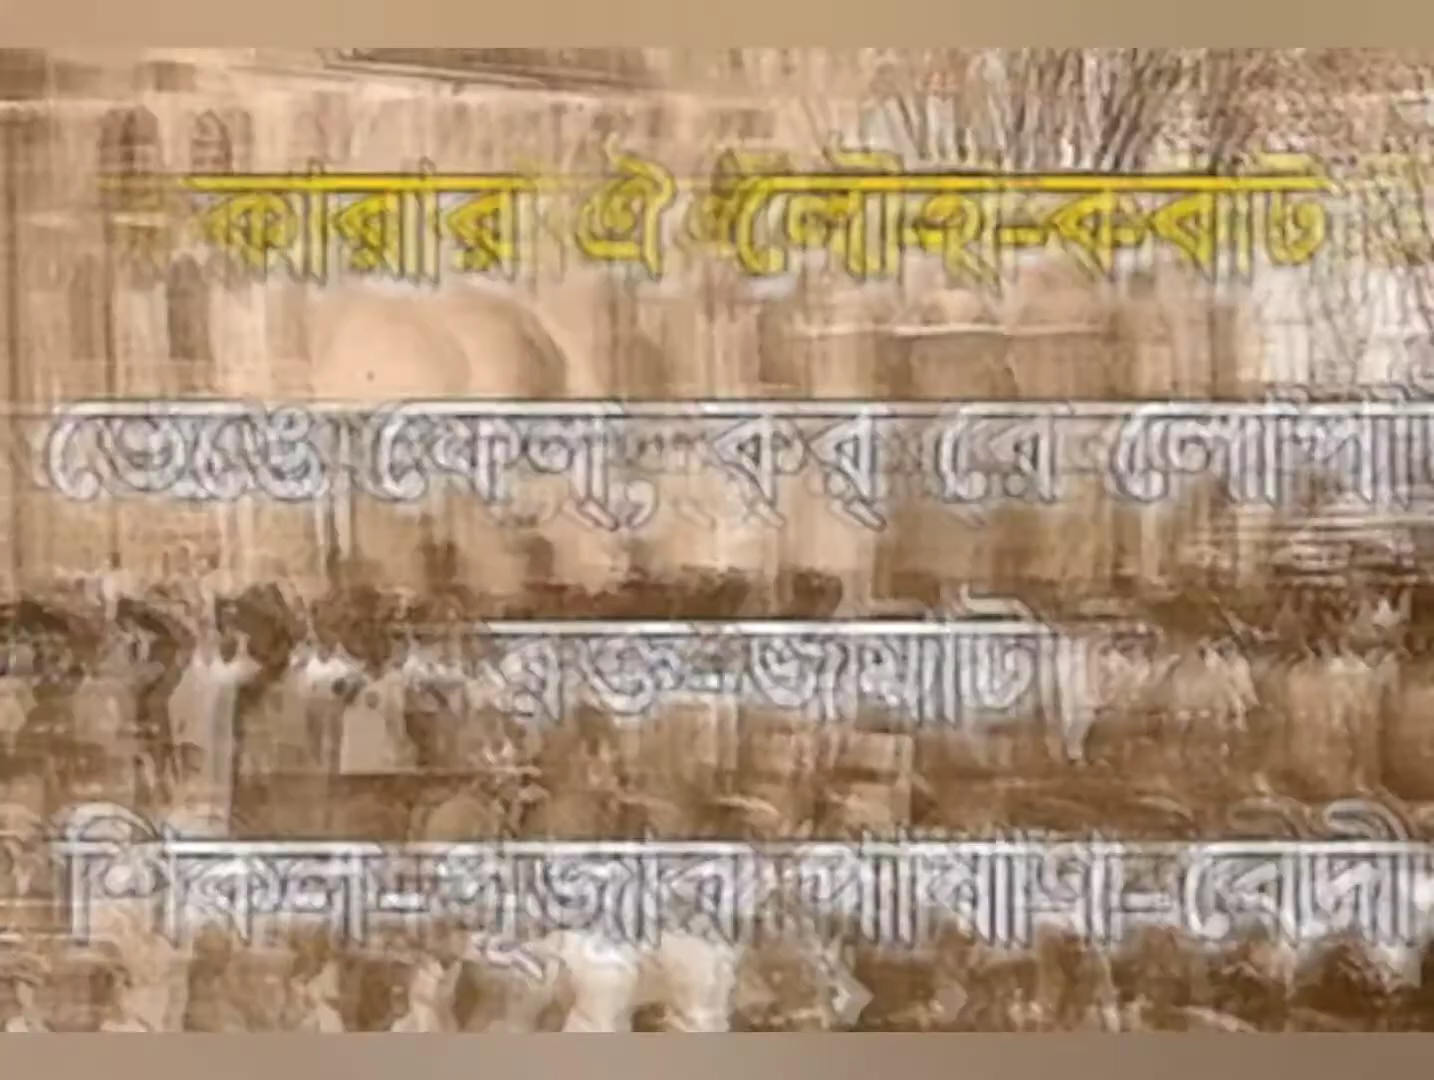 কারার ঐ লৌহ-কবাট
ভেঙে ফেল্, কর্ রে লোপাট
রক্ত-জমাট
শিকল-পূজার পাষাণ-বেদী